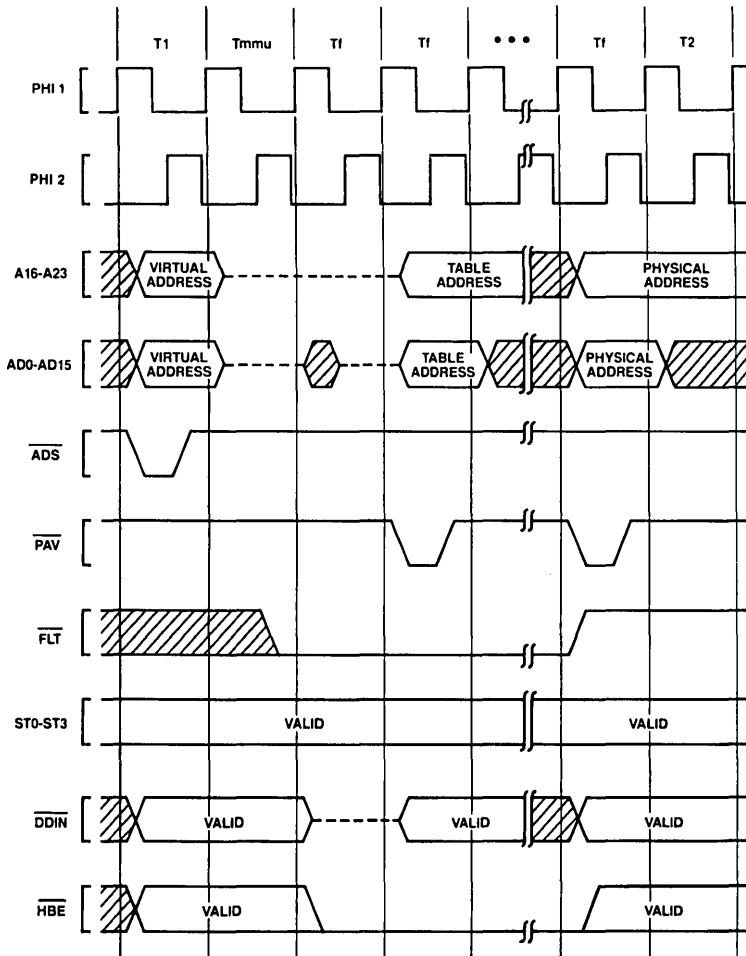 T1 Tmmu Tf Tf ••• Tf T2
PHI 1
PHI 2
A16-A23 VIRTUAL ADDRESS TABLE ADDRESS PHYSICAL ADDRESS
AD0-AD15 VIRTUAL ADDRESS TABLE ADDRESS PHYSICAL ADDRESS
ADS
PAV
FLT
ST0-ST3 VALID VALID
DDIN VALID VALID VALID
HBE VALID VALID